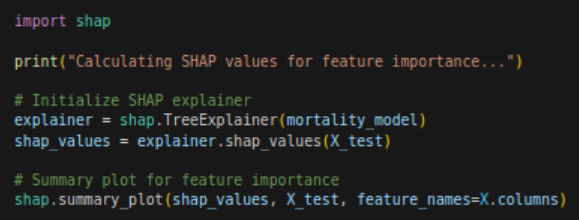 import shap
print("Calculating SHAP values for feature importance...")
# Initialize SHAP explainer
explainer = shap.TreeExplainer(mortality_model)
shap_values = explainer.shap_values(X_test)
# Summary plot for feature importance
shap.summary_plot(shap_values, X_test, feature_names=X.columns)